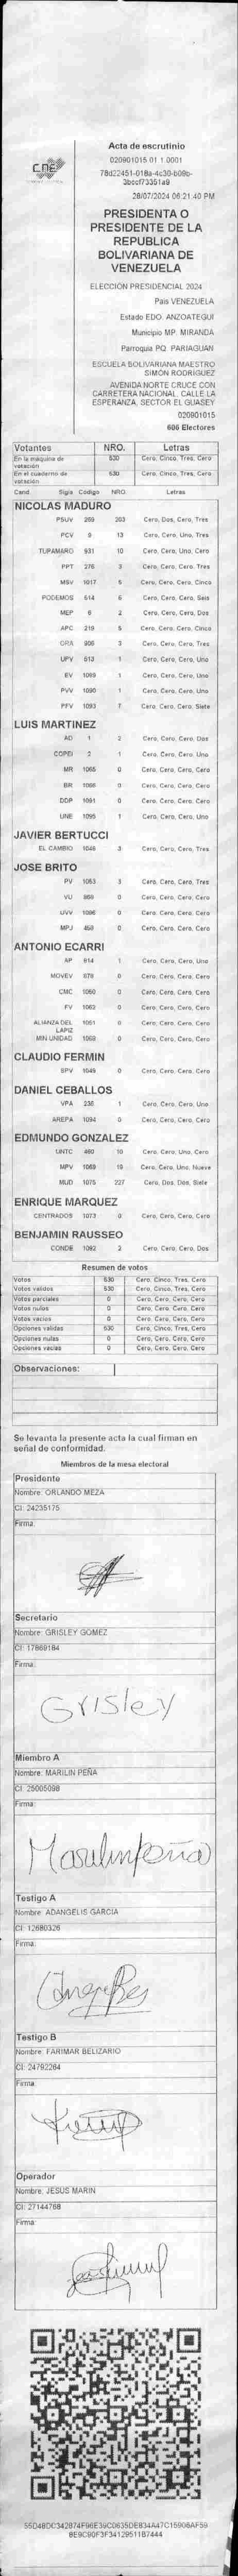 CNE
Acta de escrutinio
020901015.01.1.0001
28/07/2024 06:21:40 PM
PRESIDENTA O
PRESIDENTE DE LA
REPUBLICA
BOLIVARIANA DE
VENEZUELA
ELECCIÓN PRESIDENCIAL 2024
País VENEZUELA
Estado EDO. ANZOATEGUI
Municipio MP. MIRANDA
Parroquia PQ. PARIAGUAN
ESCUELA BOLIVARIANA MAESTRO
SIMÓN RODRIGUEZ
AVENIDA NORTE CRUCE CON
CARRETERA NACIONAL. CALLE LA
ESPERANZA. SECTOR EL GUASEY
020901015
606 Electores
Votantes NRO. Letras
En la máquina de votación 530 Cero, Cinco, Tres, Cero
En el cuaderno de votación 530 Cero, Cinco, Tres, Cero
Cand. Sigla Código NRO. Letras
NICOLAS MADURO
PSUV 203 Cero, Dos, Cero, Tres
PCV 13 Cero, Cero, Uno, Tres
TUPAMARO 931 10 Cero, Cero, Uno, Cero
PPT 276 3 Cero, Cero, Cero, Tres
MSV 1017 5 Cero, Cero, Cero, Cinco
PODEMOS 514 6 Cero, Cero, Cero, Seis
MEP 6 2 Cero, Cero, Cero, Dos
APC 219 5 Cero, Cero, Cero, Cinco
ORA 906 3 Cero, Cero, Cero, Tres
UPV 613 1 Cero, Cero, Cero, Uno
EV 1089 1 Cero, Cero, Cero, Uno
PVV 1090 1 Cero, Cero, Cero, Uno
PFV 1093 7 Cero, Cero, Cero, Siete
LUIS MARTINEZ
AD 1 2 Cero, Cero, Cero, Dos
COPEI 2 1 Cero, Cero, Cero, Uno
MR 1065 0 Cero, Cero, Cero, Cero
BR 0 Cero, Cero, Cero, Cero
DDP 1091 0 Cero, Cero, Cero, Cero
UNE 1095 1 Cero, Cero, Cero, Uno
JAVIER BERTUCCI
EL CAMBIO 1048 3 Cero, Cero, Cero, Tres
JOSE BRITO
PV 1053 3 Cero, Cero, Cero, Tres
VU 868 0 Cero, Cero, Cero, Cero
UVV 1086 0 Cero, Cero, Cero, Cero
MPJ 458 0 Cero, Cero, Cero, Cero
ANTONIO ECARRI
AP 614 1 Cero, Cero, Cero, Uno
MOVEV 878 0 Cero, Cero, Cero, Cero
CMC 1050 0 Cero, Cero, Cero, Cero
FV 1062 0 Cero, Cero, Cero, Cero
ALIANZA DEL LAPIZ 1051 0 Cero, Cero, Cero, Cero
MIN UNIDAD 1069 0 Cero, Cero, Cero, Cero
CLAUDIO FERMIN
SPV 1049 0 Cero, Cero, Cero, Cero
DANIEL CEBALLOS
VPA 236 1 Cero, Cero, Cero, Uno
AREPA 1094 0 Cero, Cero, Cero, Cero
EDMUNDO GONZALEZ
UNTC 460 10 Cero, Cero, Uno, Cero
MPV 1069 19 Cero, Cero, Uno, Nueve
MUD 1075 227 Cero, Dos, Dos, Siete
ENRIQUE MARQUEZ
CENTRADOS 1073 0 Cero, Cero, Cero, Cero
BENJAMIN RAUSSEO
CONDE 1092 2 Cero, Cero, Cero, Dos
Resumen de votos
Votos 530 Cero, Cinco, Tres, Cero
Votos válidos 530 Cero, Cinco, Tres, Cero
Votos parciales 0 Cero, Cero, Cero, Cero
Votos nulos 0 Cero, Cero, Cero, Cero
Votos vacíos 0 Cero, Cero, Cero, Cero
Opciones válidas 530 Cero, Cinco, Tres, Cero
Opciones nulas 0 Cero, Cero, Cero, Cero
Opciones vacías 0 Cero, Cero, Cero, Cero
Observaciones:
Se levanta la presente acta la cual firman en
señal de conformidad.
Miembros de la mesa electoral
Presidente
Nombre: ORLANDO MEZA
CI: 24235175
Firma:
Secretario
Nombre: GRISLEY GOMEZ
CI: 17869184
Firma:
Grisley
Miembro A
Nombre: MARILIN PEÑA
CI: 25005098
Firma:
Marilin Peña
Testigo A
Nombre: ADANGELIS GARCIA
CI: 12680326
Firma:
Testigo B
Nombre: FARIMAR BELIZARIO
CI: 24792264
Firma:
Operador
Nombre: JESUS MARIN
CI: 27144768
Firma: